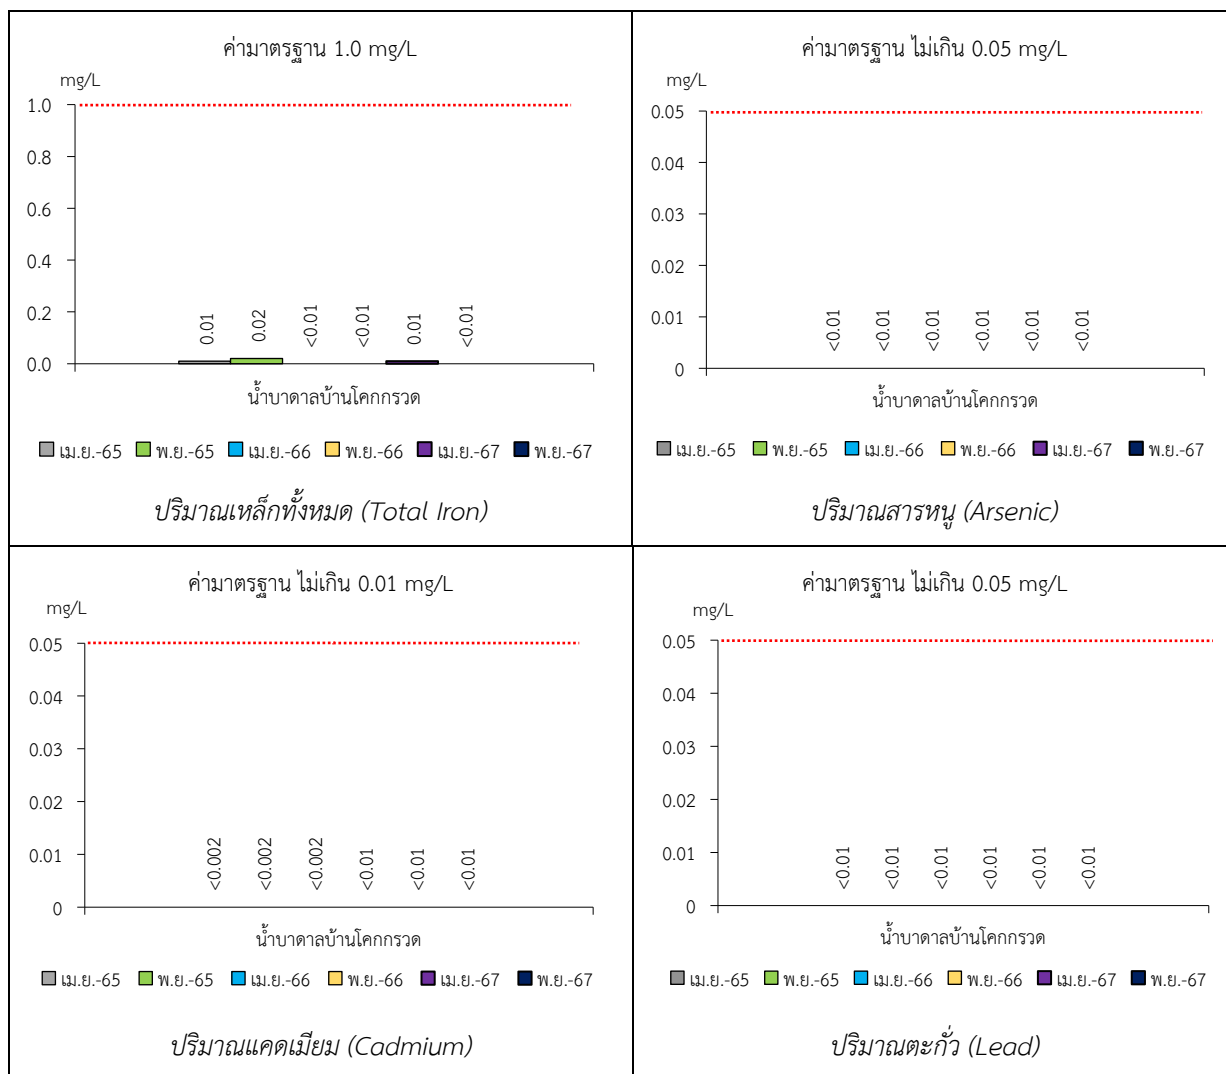 ค่ามาตรฐาน 1.0 mg/L
mg/L
1.0
0.8
0.6
0.4
0.2
0.0
0.01
0.02
<0.01
<0.01
0.01
<0.01
น้ำบาดาลบ้านโคกกรวด
เม.ย.-65 พ.ย.-65 เม.ย.-66 พ.ย.-66 เม.ย.-67 พ.ย.-67
ปริมาณเหล็กทั้งหมด (Total Iron)
ค่ามาตรฐาน ไม่เกิน 0.05 mg/L
mg/L
0.05
0.04
0.03
0.02
0.01
0
<0.01
<0.01
<0.01
<0.01
<0.01
<0.01
น้ำบาดาลบ้านโคกกรวด
เม.ย.-65 พ.ย.-65 เม.ย.-66 พ.ย.-66 เม.ย.-67 พ.ย.-67
ปริมาณสารหนู (Arsenic)
ค่ามาตรฐาน ไม่เกิน 0.01 mg/L
mg/L
0.05
0.04
0.03
0.02
0.01
0
<0.002
<0.002
<0.002
<0.01
<0.01
<0.01
น้ำบาดาลบ้านโคกกรวด
เม.ย.-65 พ.ย.-65 เม.ย.-66 พ.ย.-66 เม.ย.-67 พ.ย.-67
ปริมาณแคดเมียม (Cadmium)
ค่ามาตรฐาน ไม่เกิน 0.05 mg/L
mg/L
0.05
0.04
0.03
0.02
0.01
0
<0.01
<0.01
<0.01
<0.01
<0.01
<0.01
น้ำบาดาลบ้านโคกกรวด
เม.ย.-65 พ.ย.-65 เม.ย.-66 พ.ย.-66 เม.ย.-67 พ.ย.-67
ปริมาณตะกั่ว (Lead)